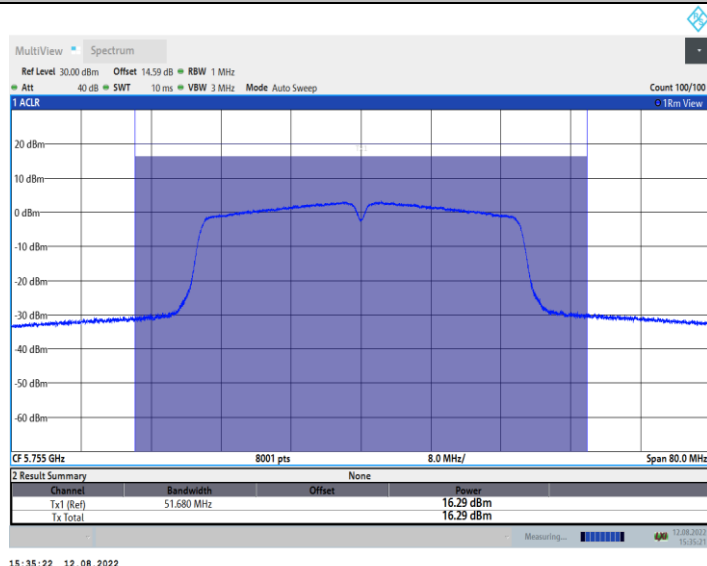 MultiView Spectrum
Ref Level 30.00 dBm Offset 14.59 dB RBW 1 MHz
Att 40 dB SWT 10 ms VBW 3 MHz Mode Auto Sweep Count 100/100
1 ACLR 1Rm View
20 dBm
10 dBm
0 dBm
-10 dBm
-20 dBm
-30 dBm
-40 dBm
-50 dBm
-60 dBm
CF 5.755 GHz 8001 pts 8.0 MHz/ Span 80.0 MHz
2 Result Summary None
Channel Bandwidth Offset Power
Tx1 (Ref) 51.680 MHz 16.29 dBm
Tx Total 16.29 dBm
Measuring... 12.08.2022
15:35:21
15:35:22 12.08.2022